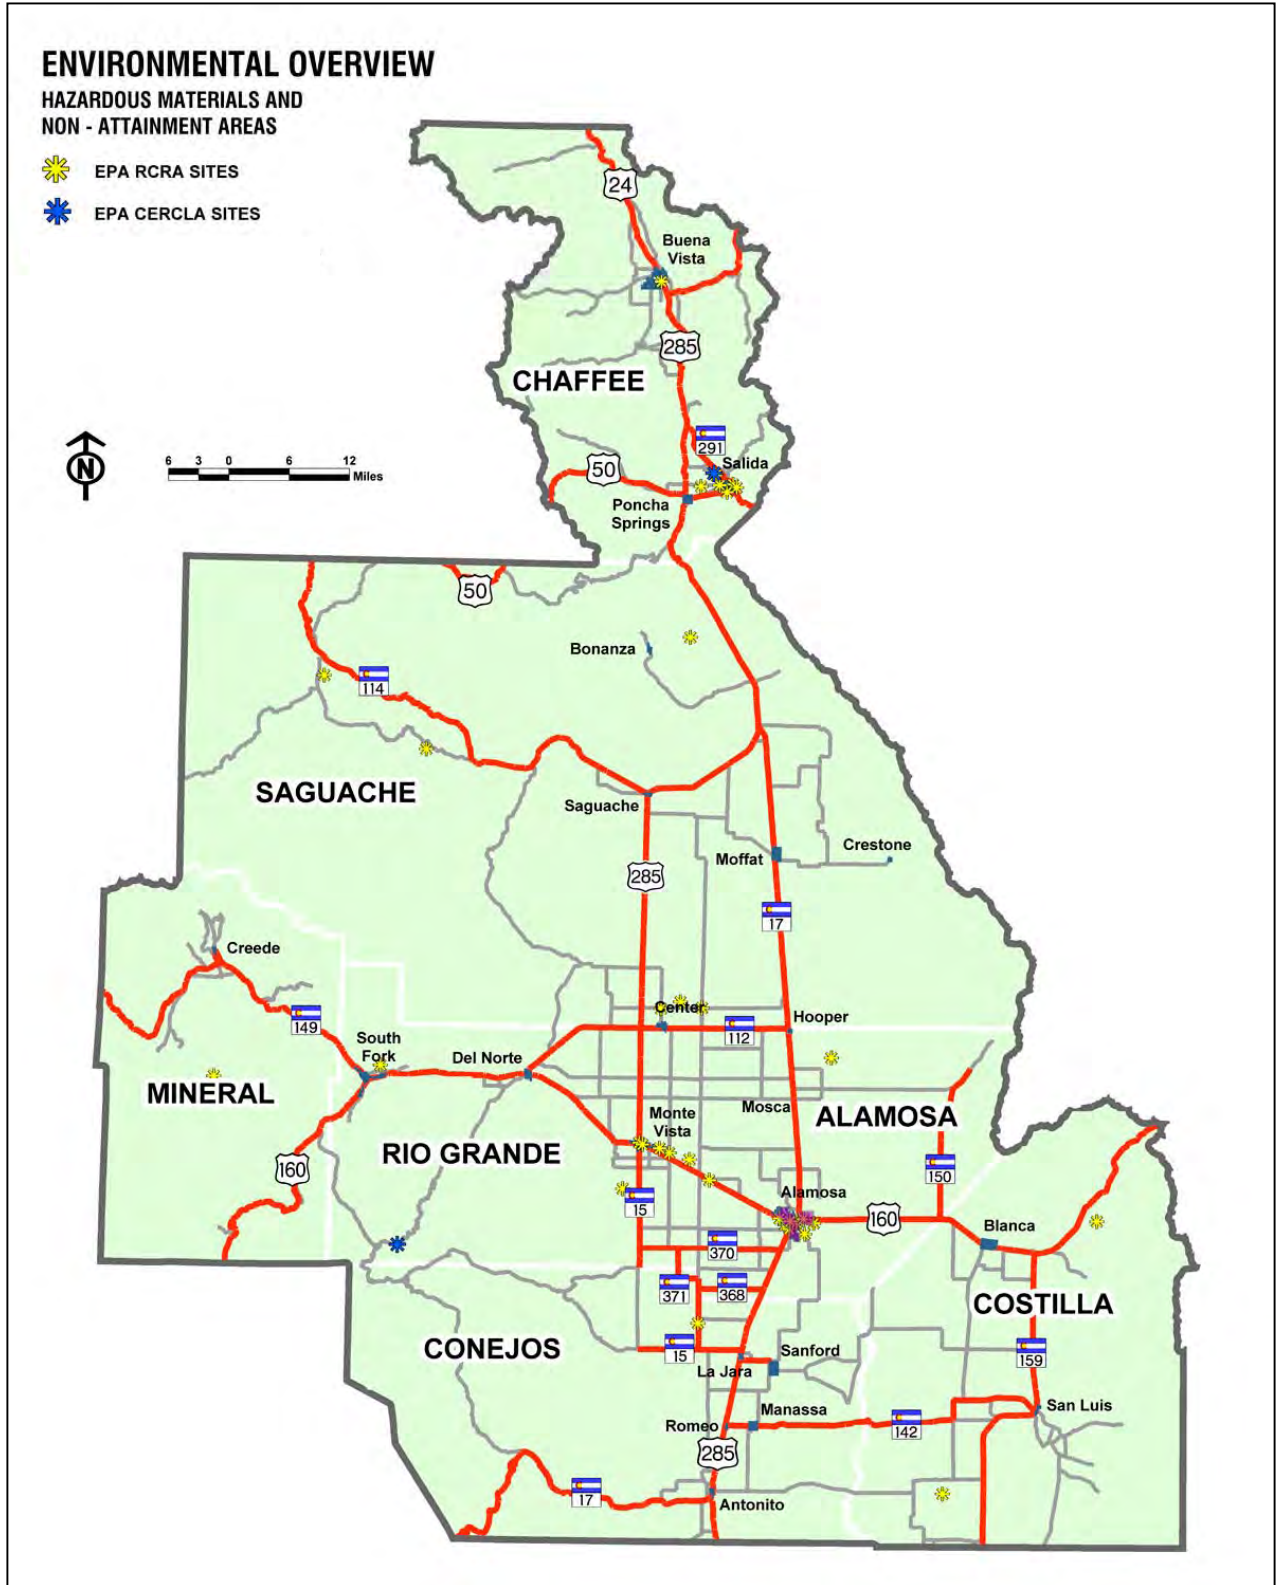 ENVIRONMENTAL OVERVIEW
HAZARDOUS MATERIALS AND
NON - ATTAINMENT AREAS
EPA RCRA SITES
EPA CERCLA SITES
24
Buena
Vista
285
CHAFFEE
291
Salida
50
Poncha
Springs
N
6 3 0 6 12
Miles
50
Bonanza
114
SAGUACHE
Saguache
Moffat
Crestone
285
17
Creede
149
Center
Hooper
112
South
Fork
Del Norte
MINERAL
Mosca
Monte
Vista
ALAMOSA
RIO GRANDE
160
150
15
Alamosa
160
Blanca
370
371
368
COSTILLA
CONEJOS
15
Sanford
159
La Jara
Manassa
San Luis
Romeo
142
285
17
Antonito